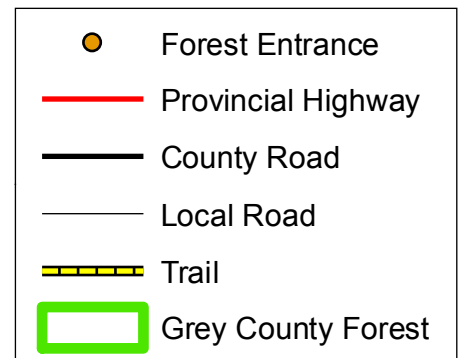 Forest Entrance
Provincial Highway
County Road
Local Road
Trail
Grey County Forest